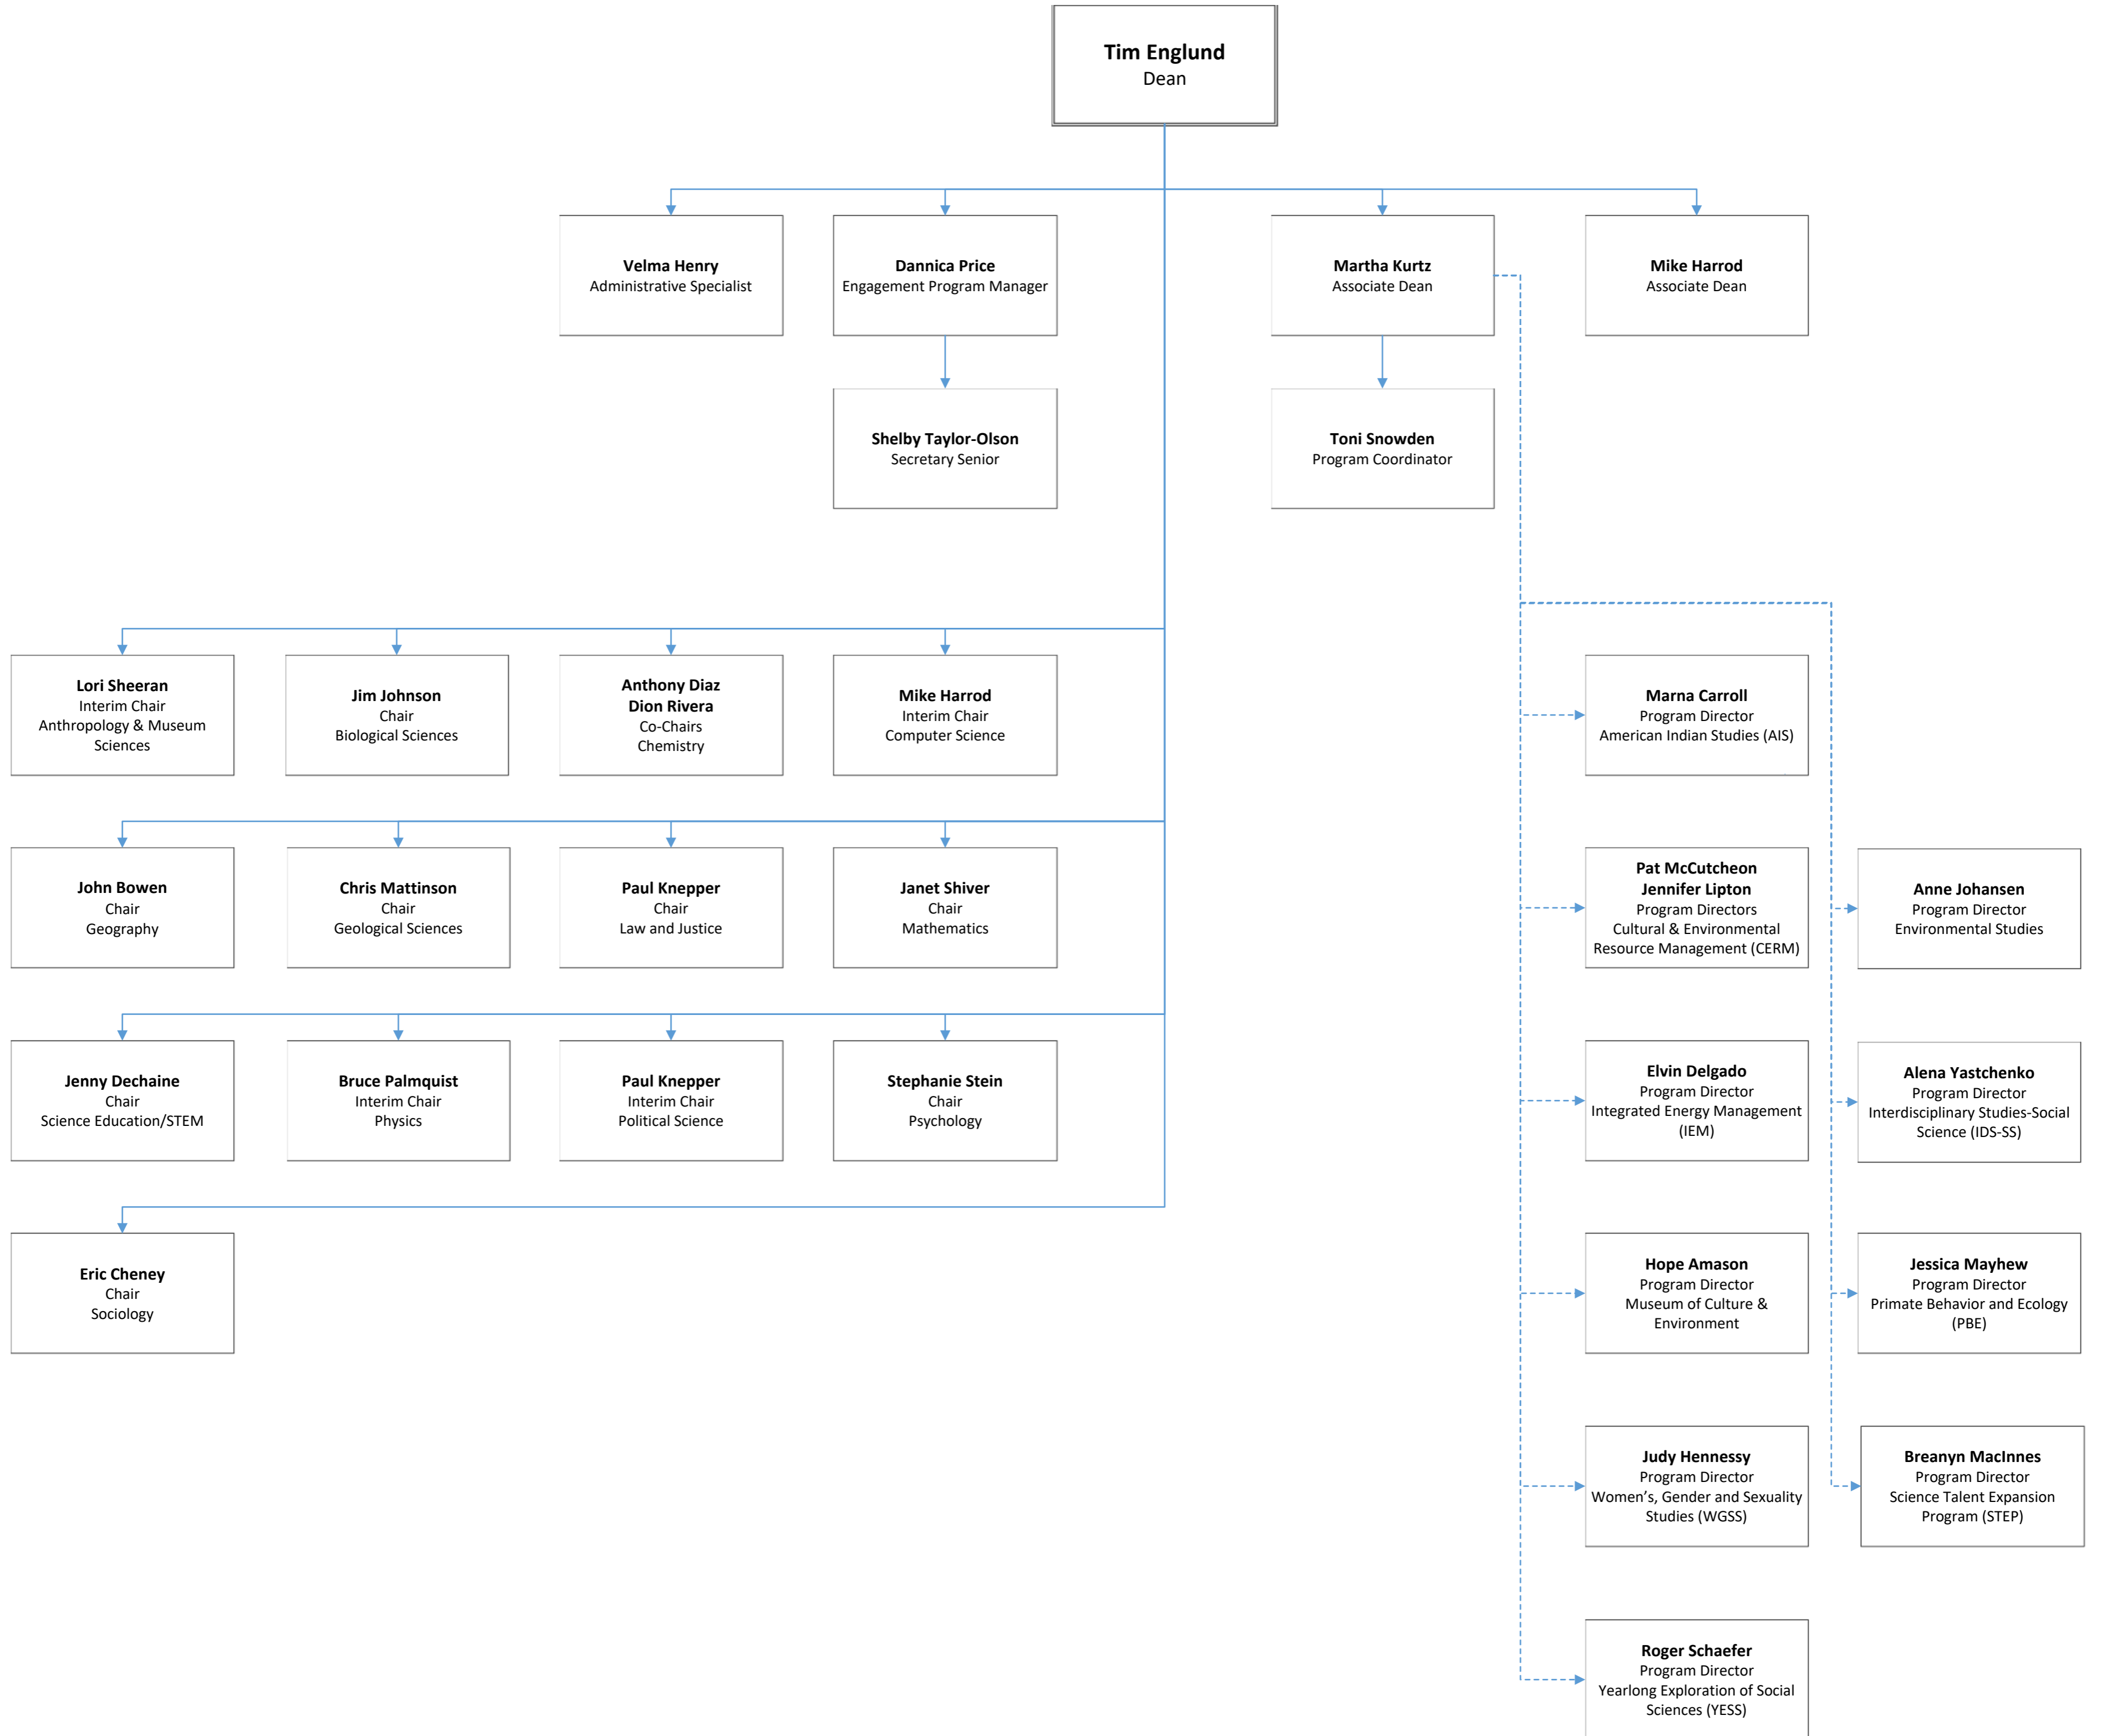 Tim Englund
Dean
Velma Henry
Administrative Specialist
Dannica Price
Engagement Program Manager
Martha Kurtz
Associate Dean
Mike Harrod
Associate Dean
Shelby Taylor-Olson
Secretary Senior
Toni Snowden
Program Coordinator
Lori Sheeran
Interim Chair
Anthropology & Museum
Sciences
Jim Johnson
Chair
Biological Sciences
Anthony Diaz
Dion Rivera
Co-Chairs
Chemistry
Mike Harrod
Interim Chair
Computer Science
Marna Carroll
Program Director
American Indian Studies (AIS)
John Bowen
Chair
Geography
Chris Mattinson
Chair
Geological Sciences
Paul Knepper
Chair
Law and Justice
Janet Shiver
Chair
Mathematics
Pat McCutcheon
Jennifer Lipton
Program Directors
Cultural & Environmental
Resource Management (CERM)
Anne Johansen
Program Director
Environmental Studies
Jenny Dechaine
Chair
Science Education/STEM
Bruce Palmquist
Interim Chair
Physics
Paul Knepper
Interim Chair
Political Science
Stephanie Stein
Chair
Psychology
Elvin Delgado
Program Director
Integrated Energy Management
(IEM)
Alena Yastchenko
Program Director
Interdisciplinary Studies-Social
Science (IDS-SS)
Eric Cheney
Chair
Sociology
Hope Amason
Program Director
Museum of Culture &
Environment
Jessica Mayhew
Program Director
Primate Behavior and Ecology
(PBE)
Judy Hennessy
Program Director
Women’s, Gender and Sexuality
Studies (WGSS)
Breanyn MacInnes
Program Director
Science Talent Expansion
Program (STEP)
Roger Schaefer
Program Director
Yearlong Exploration of Social
Sciences (YESS)